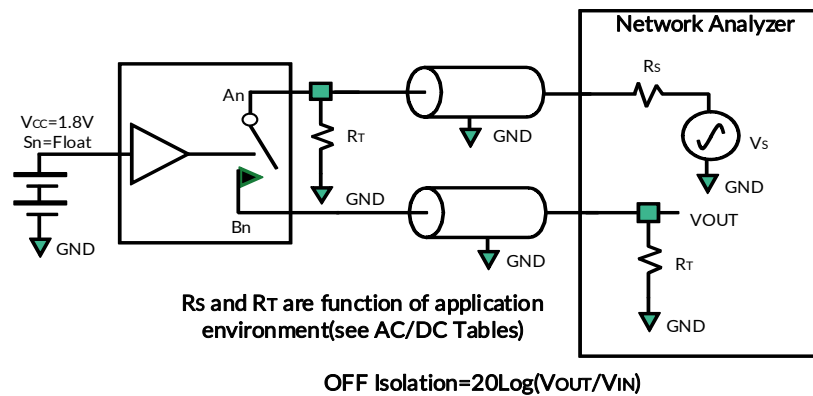 Network Analyzer
RS
An
VCC=1.8V
Sn=Float
RT
GND
VS
GND
GND
VOUT
Bn
GND
GND
RT
RS and RT are function of application
environment(see AC/DC Tables)
GND
OFF Isolation=20Log(VOUT/VIN)